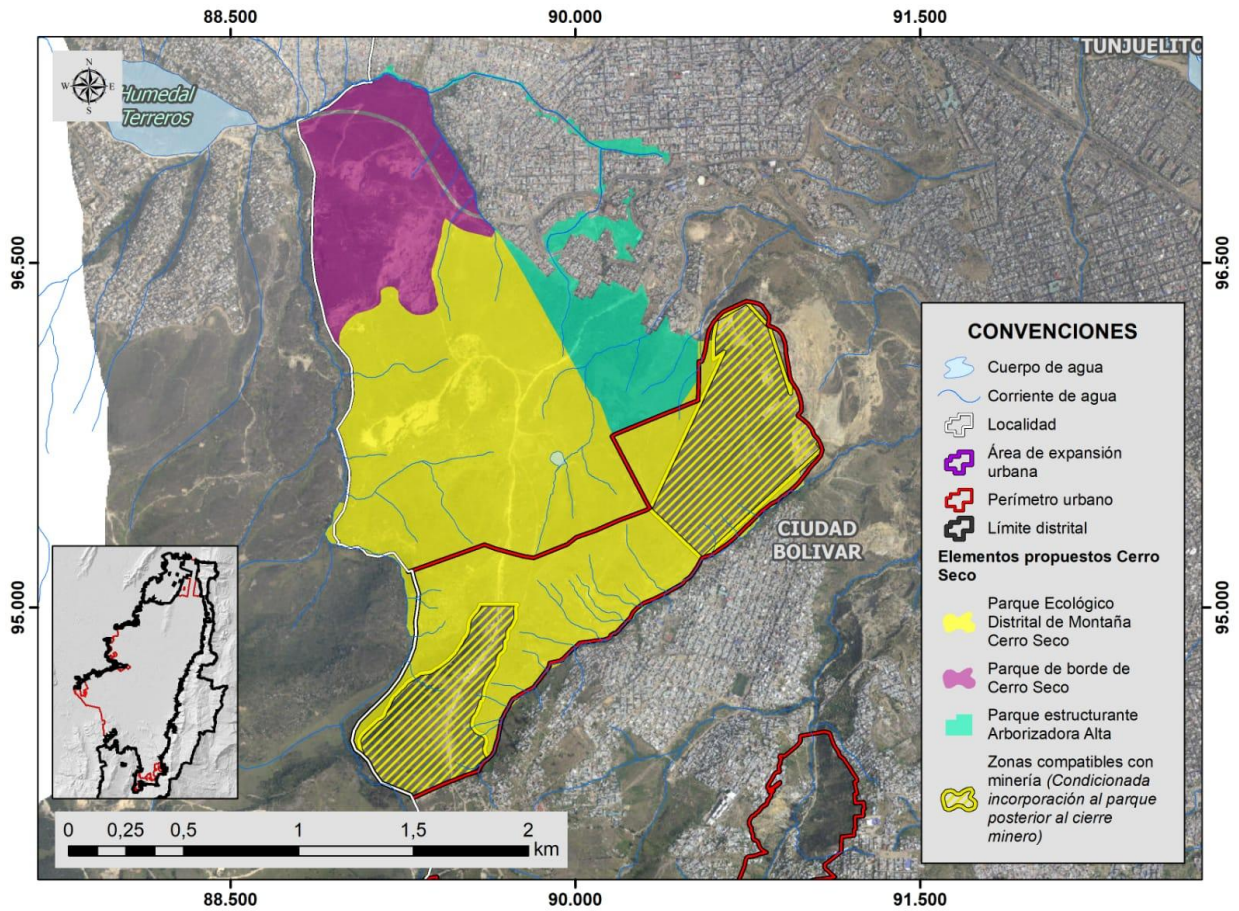 88.500
90.000
91.500
TUNJUELITO
N
W
E
S
Humedal
Terreros
96.500
96.500
CONVENCIONES
Cuerpo de agua
Corriente de agua
Localidad
Área de expansión
urbana
Perímetro urbano
Límite distrital
Elementos propuestos Cerro
Seco
Parque Ecológico
Distrital de Montaña
Cerro Seco
Parque de borde de
Cerro Seco
Parque estructurante
Arborizadora Alta
Zonas compatibles con
minería (Condicionada
incorporación al parque
posterior al cierre
minero)
CIUDAD
BOLIVAR
95.000
95.000
0 0,25 0,5 1 1,5 2
km
88.500
90.000
91.500